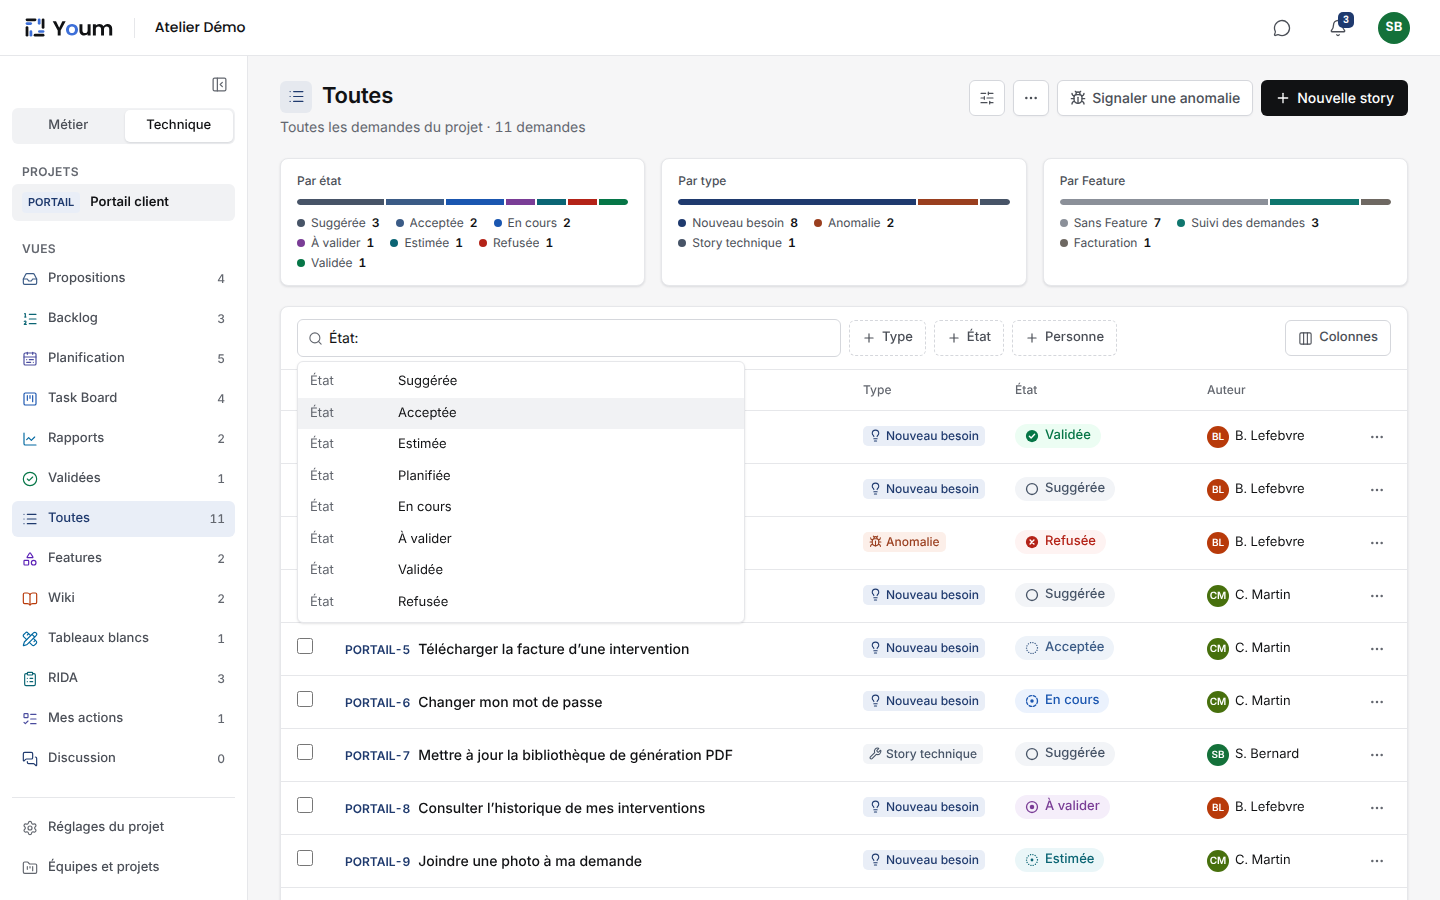 Youm
Atelier Démo
3
SB
Métier
Technique
PROJETS
PORTAIL
Portail client
VUES
Propositions 4
Backlog 3
Planification 5
Task Board 4
Rapports 2
Validées 1
Toutes 11
Features 2
Wiki 2
Tableaux blancs 1
RIDA 3
Mes actions 1
Discussion 0
Réglages du projet
Équipes et projets
Toutes
Toutes les demandes du projet · 11 demandes
Signaler une anomalie
Nouvelle story
Par état
Suggérée 3 Acceptée 2 En cours 2
À valider 1 Estimée 1 Refusée 1
Validée 1
Par type
Nouveau besoin 8 Anomalie 2
Story technique 1
Par Feature
Sans Feature 7 Suivi des demandes 3
Facturation 1
État:
Type
État
Personne
Colonnes
État Suggérée
État Acceptée
État Estimée
État Planifiée
État En cours
État À valider
État Validée
État Refusée
Type État Auteur
Nouveau besoin Validée BL B. Lefebvre
Nouveau besoin Suggérée BL B. Lefebvre
Anomalie Refusée BL B. Lefebvre
Nouveau besoin Suggérée CM C. Martin
PORTAIL-5 Télécharger la facture d’une intervention Nouveau besoin Acceptée CM C. Martin
PORTAIL-6 Changer mon mot de passe Nouveau besoin En cours CM C. Martin
PORTAIL-7 Mettre à jour la bibliothèque de génération PDF Story technique Suggérée SB S. Bernard
PORTAIL-8 Consulter l’historique de mes interventions Nouveau besoin À valider BL B. Lefebvre
PORTAIL-9 Joindre une photo à ma demande Nouveau besoin Estimée CM C. Martin